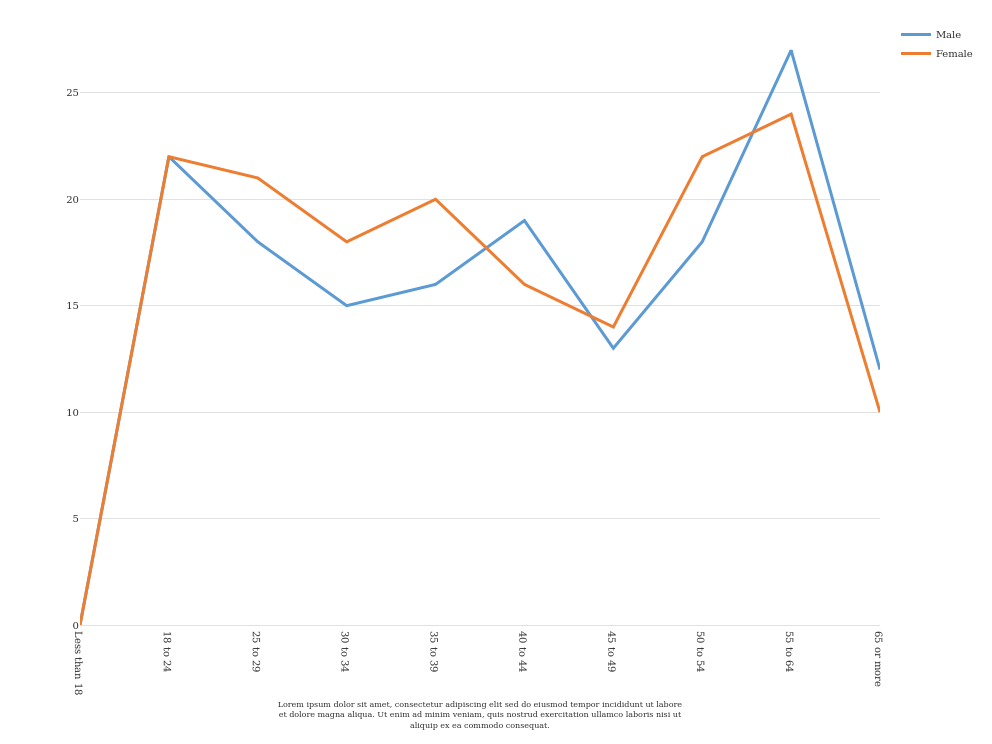 Male
Female
25
20
15
10
5
0
Less than 18
18 to 24
25 to 29
30 to 34
35 to 39
40 to 44
45 to 49
50 to 54
55 to 64
65 or more
Lorem ipsum dolor sit amet, consectetur adipiscing elit sed do eiusmod tempor incididunt ut labore
et dolore magna aliqua. Ut enim ad minim veniam, quis nostrud exercitation ullamco laboris nisi ut
aliquip ex ea commodo consequat.